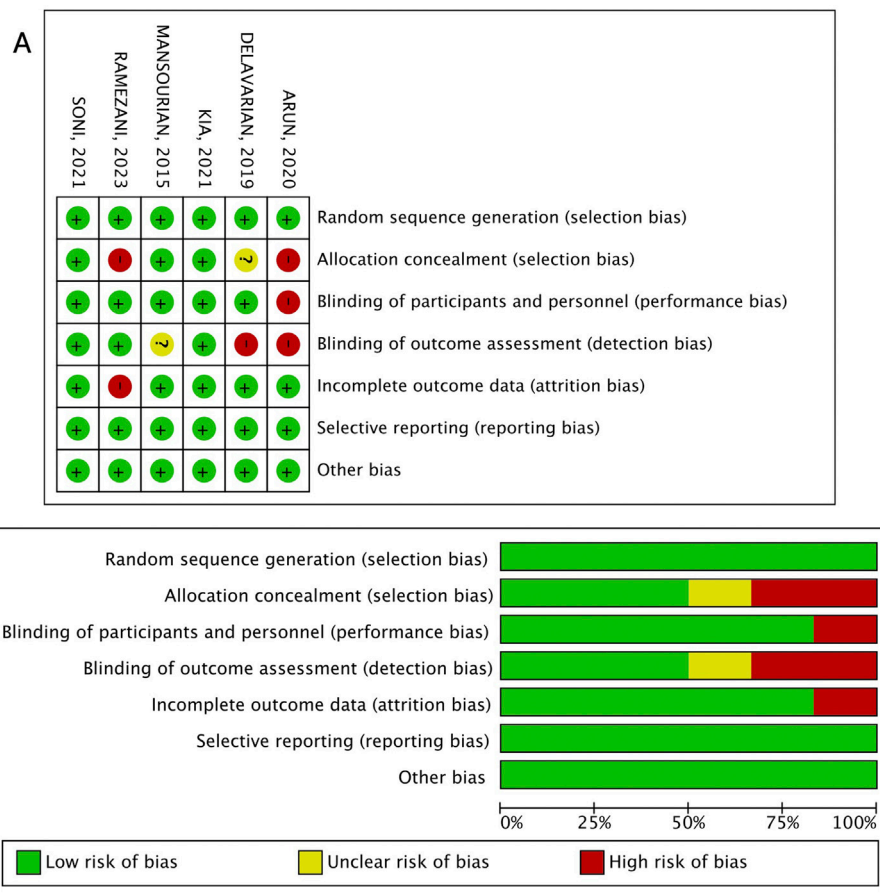 A
SONI, 2021
RAMEZANI, 2023
MANSOURIAN, 2015
KIA, 2021
DELAVARIAN, 2019
ARUN, 2020
+ + + + + + Random sequence generation (selection bias)
+ - + + ? - Allocation concealment (selection bias)
+ + + + + - Blinding of participants and personnel (performance bias)
+ + ? + - - Blinding of outcome assessment (detection bias)
+ - + + + + Incomplete outcome data (attrition bias)
+ + + + + + Selective reporting (reporting bias)
+ + + + + + Other bias
Random sequence generation (selection bias)
Allocation concealment (selection bias)
Blinding of participants and personnel (performance bias)
Blinding of outcome assessment (detection bias)
Incomplete outcome data (attrition bias)
Selective reporting (reporting bias)
Other bias
0% 25% 50% 75% 100%
Low risk of bias Unclear risk of bias High risk of bias